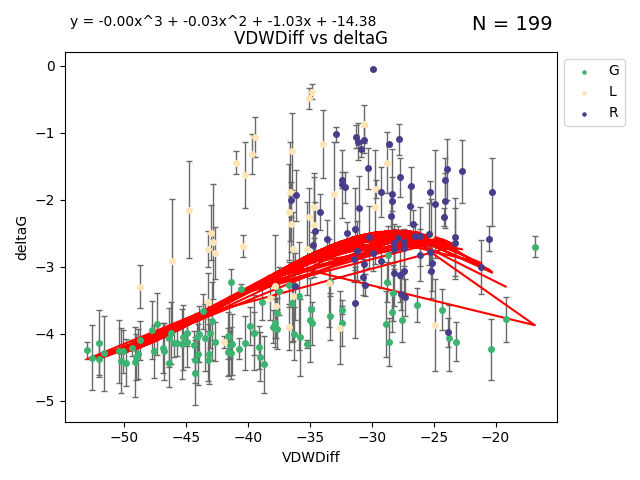 y = -0.00x^3 + -0.03x^2 + -1.03x + -14.38
N = 199
VDWDiff vs deltaG
G
L
R
deltaG
0
−1
−2
−3
−4
−5
−50
−45
−40
−35
−30
−25
−20
VDWDiff